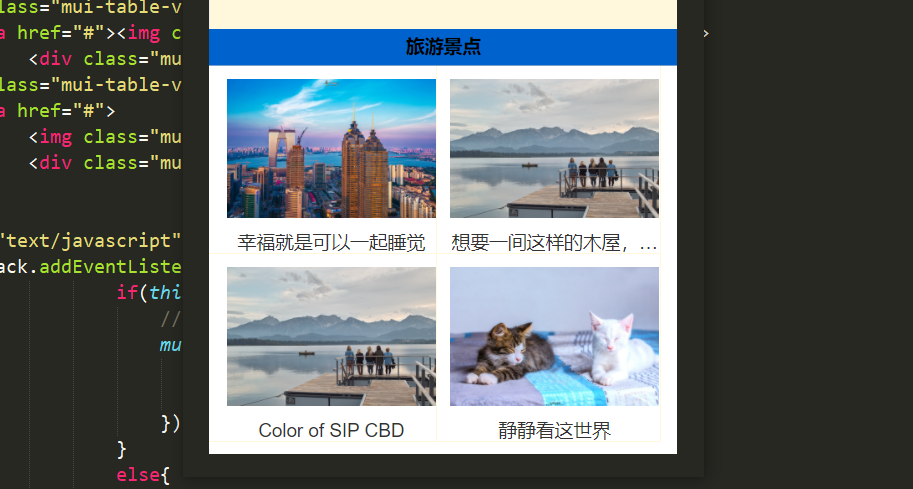 class="mui-table-v
a href="#"><img c
<div class="mu
class="mui-table-v
a href="#">
<img class="mu
<div class="mu
"text/javascript"
ack.addEventListe
if(thi
//
mu
})
}
else{
>
旅游景点
幸福就是可以一起睡觉
想要一间这样的木屋，...
Color of SIP CBD
静静看这世界